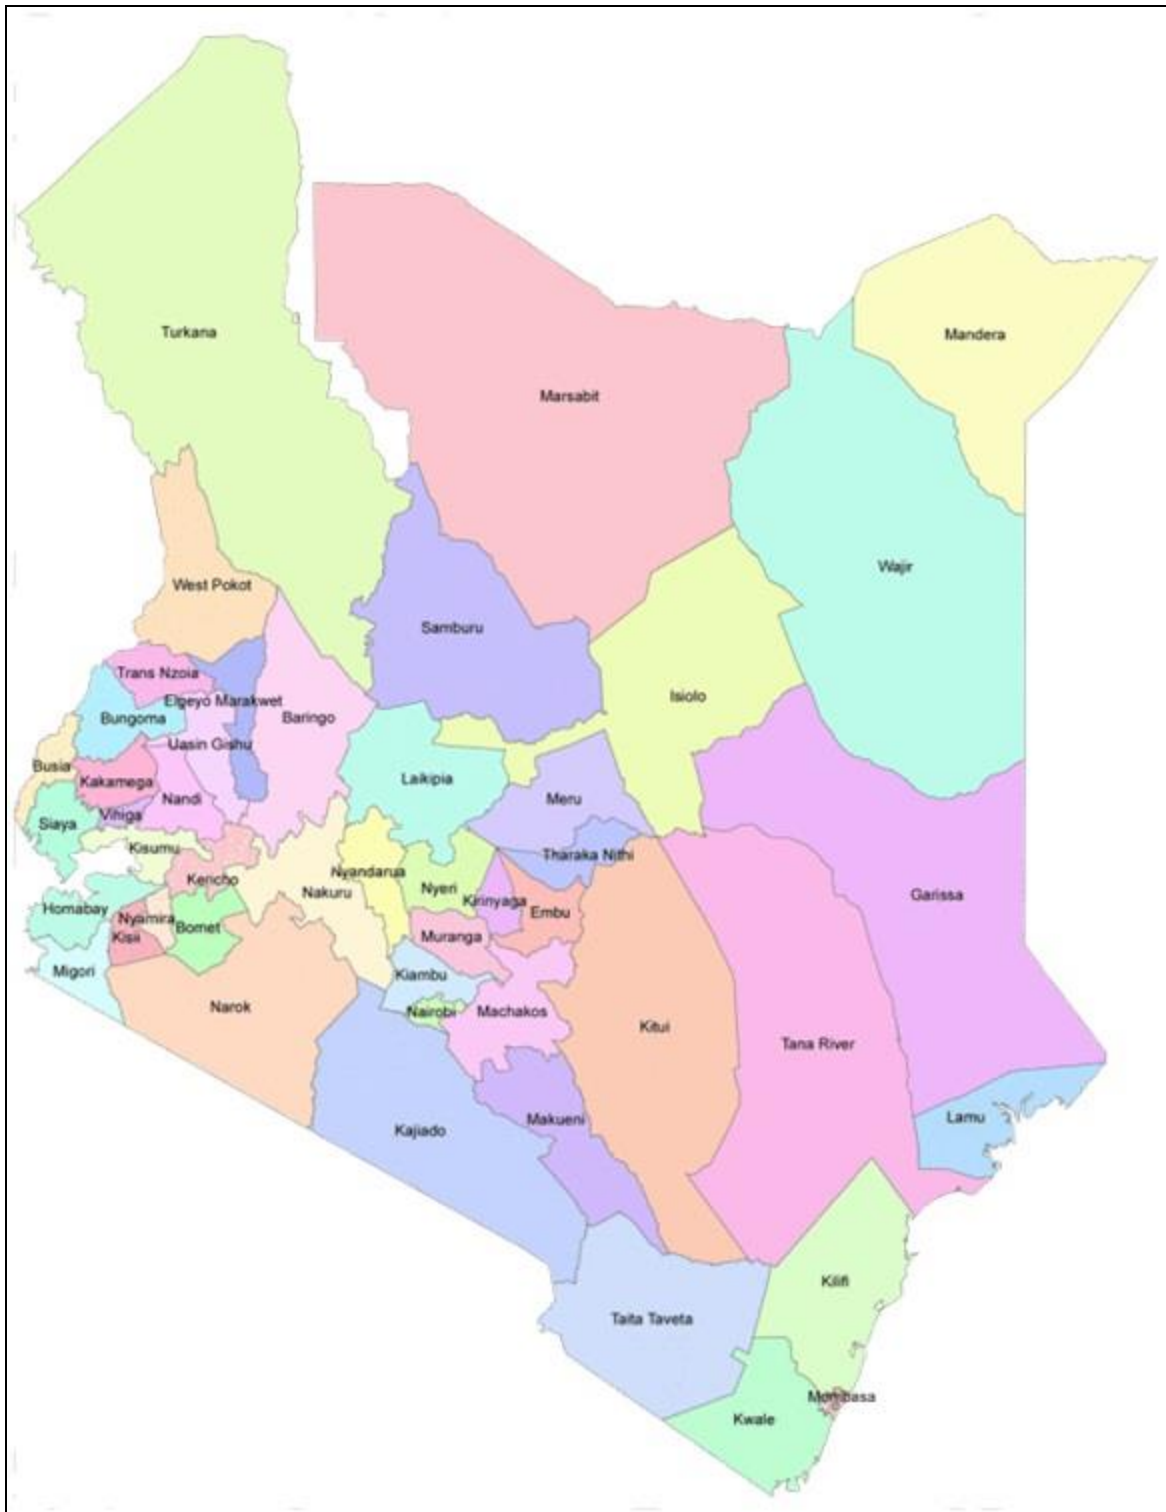 Turkana
Mandera
Marsabit
Wajir
West Pokot
Samburu
Trans Nzoia
Isiolo
Elgeyo Marakwet
Bungoma
Baringo
Uasin Gishu
Busia
Kakamega
Laikipia
Nandi
Meru
Vihiga
Siaya
Kisumu
Tharaka Nithi
Nyandarua
Kericho
Nakuru
Nyeri
Garissa
Kirinyaga
Homabay
Embu
Nyamira
Bomet
Kisii
Muranga
Migori
Kiambu
Narok
Nairobi
Machakos
Kitui
Tana River
Lamu
Makueni
Kajiado
Kilifi
Taita Taveta
Mombasa
Kwale